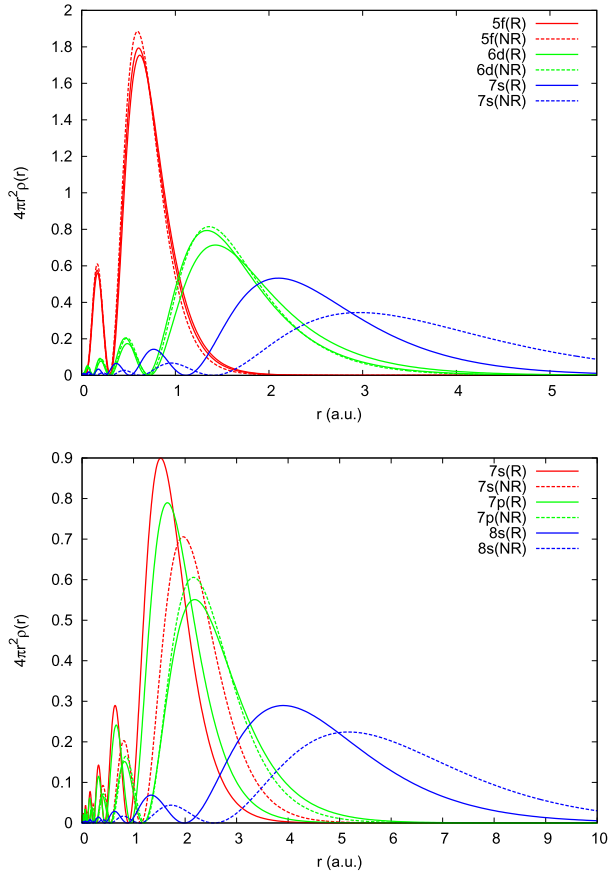 2
1.8
1.6
1.4
1.2
1
0.8
0.6
0.4
0.2
0
4πr²ρ(r)
5f(R)
5f(NR)
6d(R)
6d(NR)
7s(R)
7s(NR)
0 1 2 3 4 5
r (a.u.)
0.9
0.8
0.7
0.6
0.5
0.4
0.3
0.2
0.1
0
4πr²ρ(r)
7s(R)
7s(NR)
7p(R)
7p(NR)
8s(R)
8s(NR)
0 1 2 3 4 5 6 7 8 9 10
r (a.u.)